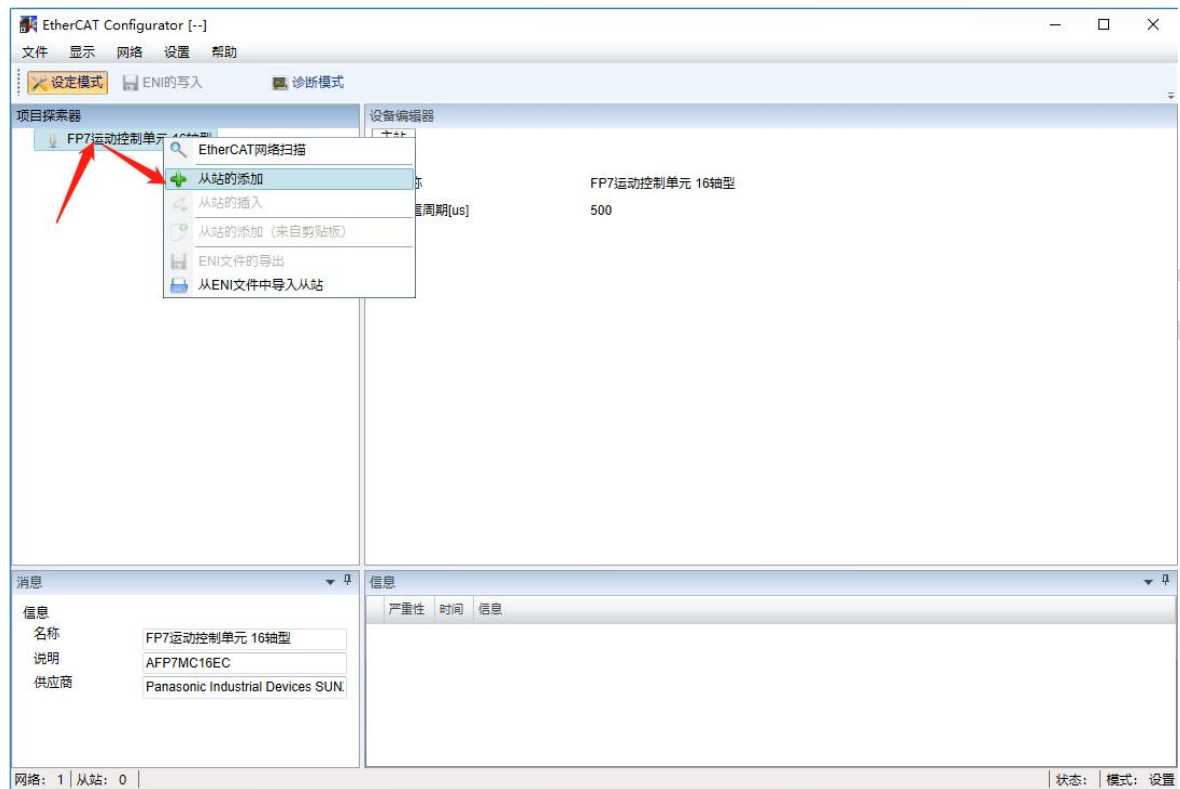 EtherCAT Configurator [--]
文件 显示 网络 设置 帮助
设定模式 ENI的写入 诊断模式
项目探索器
设备编辑器
FP7运动控制单元 16轴型
主站
EtherCAT网络扫描
从站的添加
FP7运动控制单元 16轴型
从站的插入
周期[us] 500
从站的添加（来自剪贴板）
ENI文件的导出
从ENI文件中导入从站
消息
信息
信息
严重性 时间 信息
名称 FP7运动控制单元 16轴型
说明 AFP7MC16EC
供应商 Panasonic Industrial Devices SUN
网络: 1 从站: 0
状态: 模式: 设置